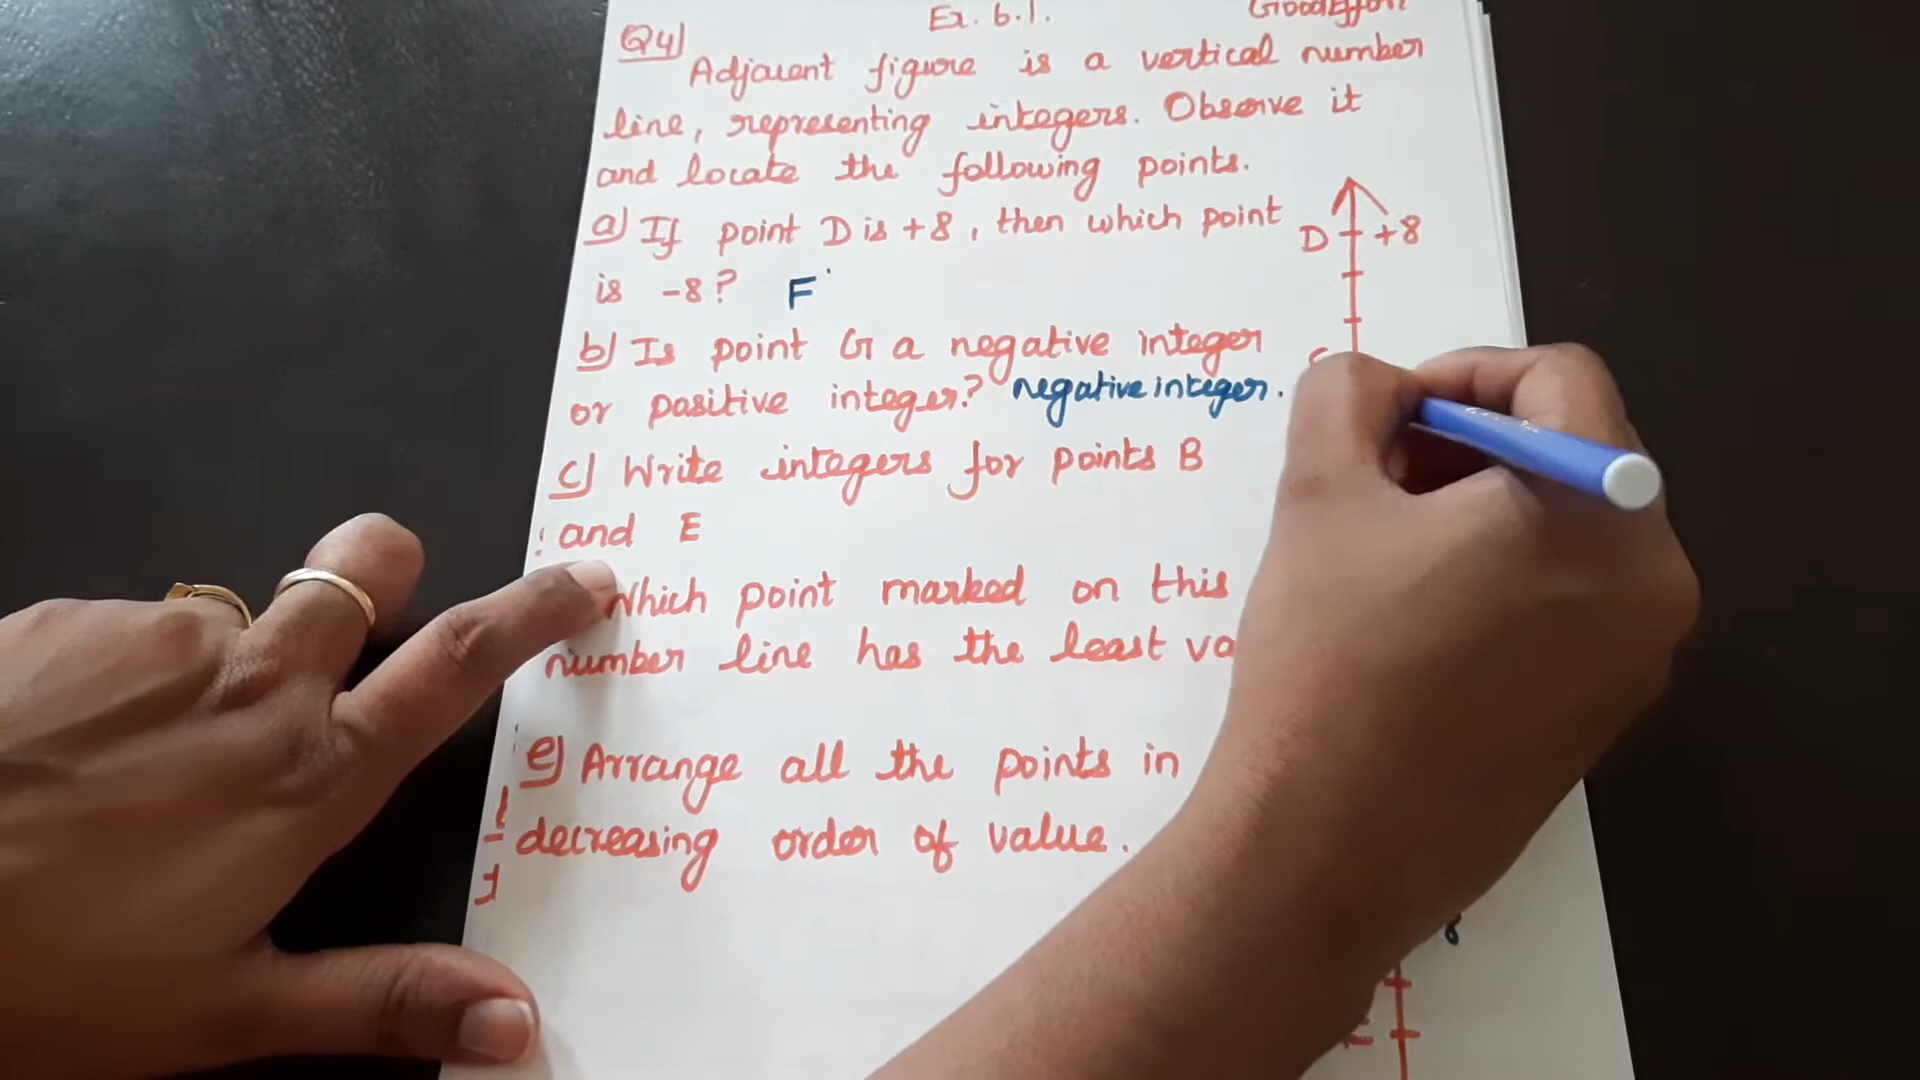 Ex. 6.1.
Q4)
Adjacent figure is a vertical number
line, representing integers. Observe it
and locate the following points.
a) If point D is +8, then which point
is -8? F
b) Is point G a negative integer
or pasitive integer? negative integer.
c) Write integers for points B
and E
Which point marked on this
number line has the least va
e) Arrange all the points in
decreasing order of value.
D +8
8